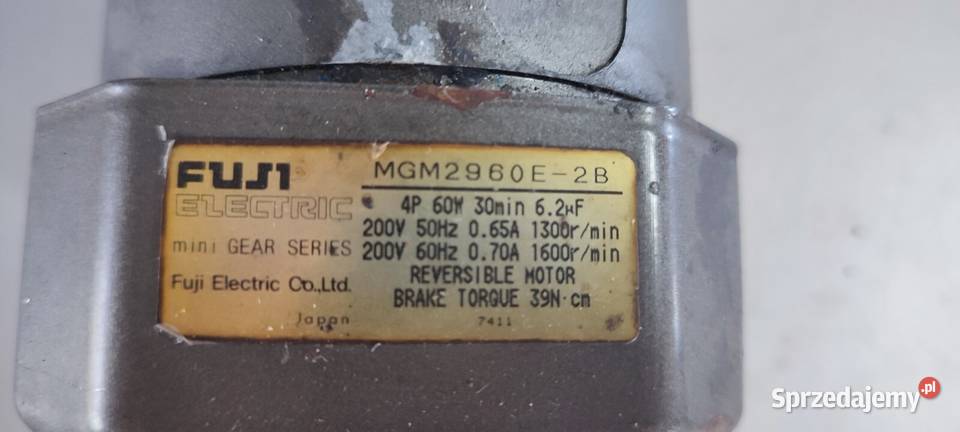 FUJI
ELECTRIC
mini GEAR SERIES
Fuji Electric Co.,Ltd.
Japan
MGM2960E-2B
4P 60W 30min 6.2μF
200V 50Hz 0.65A 1300r/min
200V 60Hz 0.70A 1600r/min
REVERSIBLE MOTOR
BRAKE TORQUE 39N·cm
7411
Sprzedajemy.pl